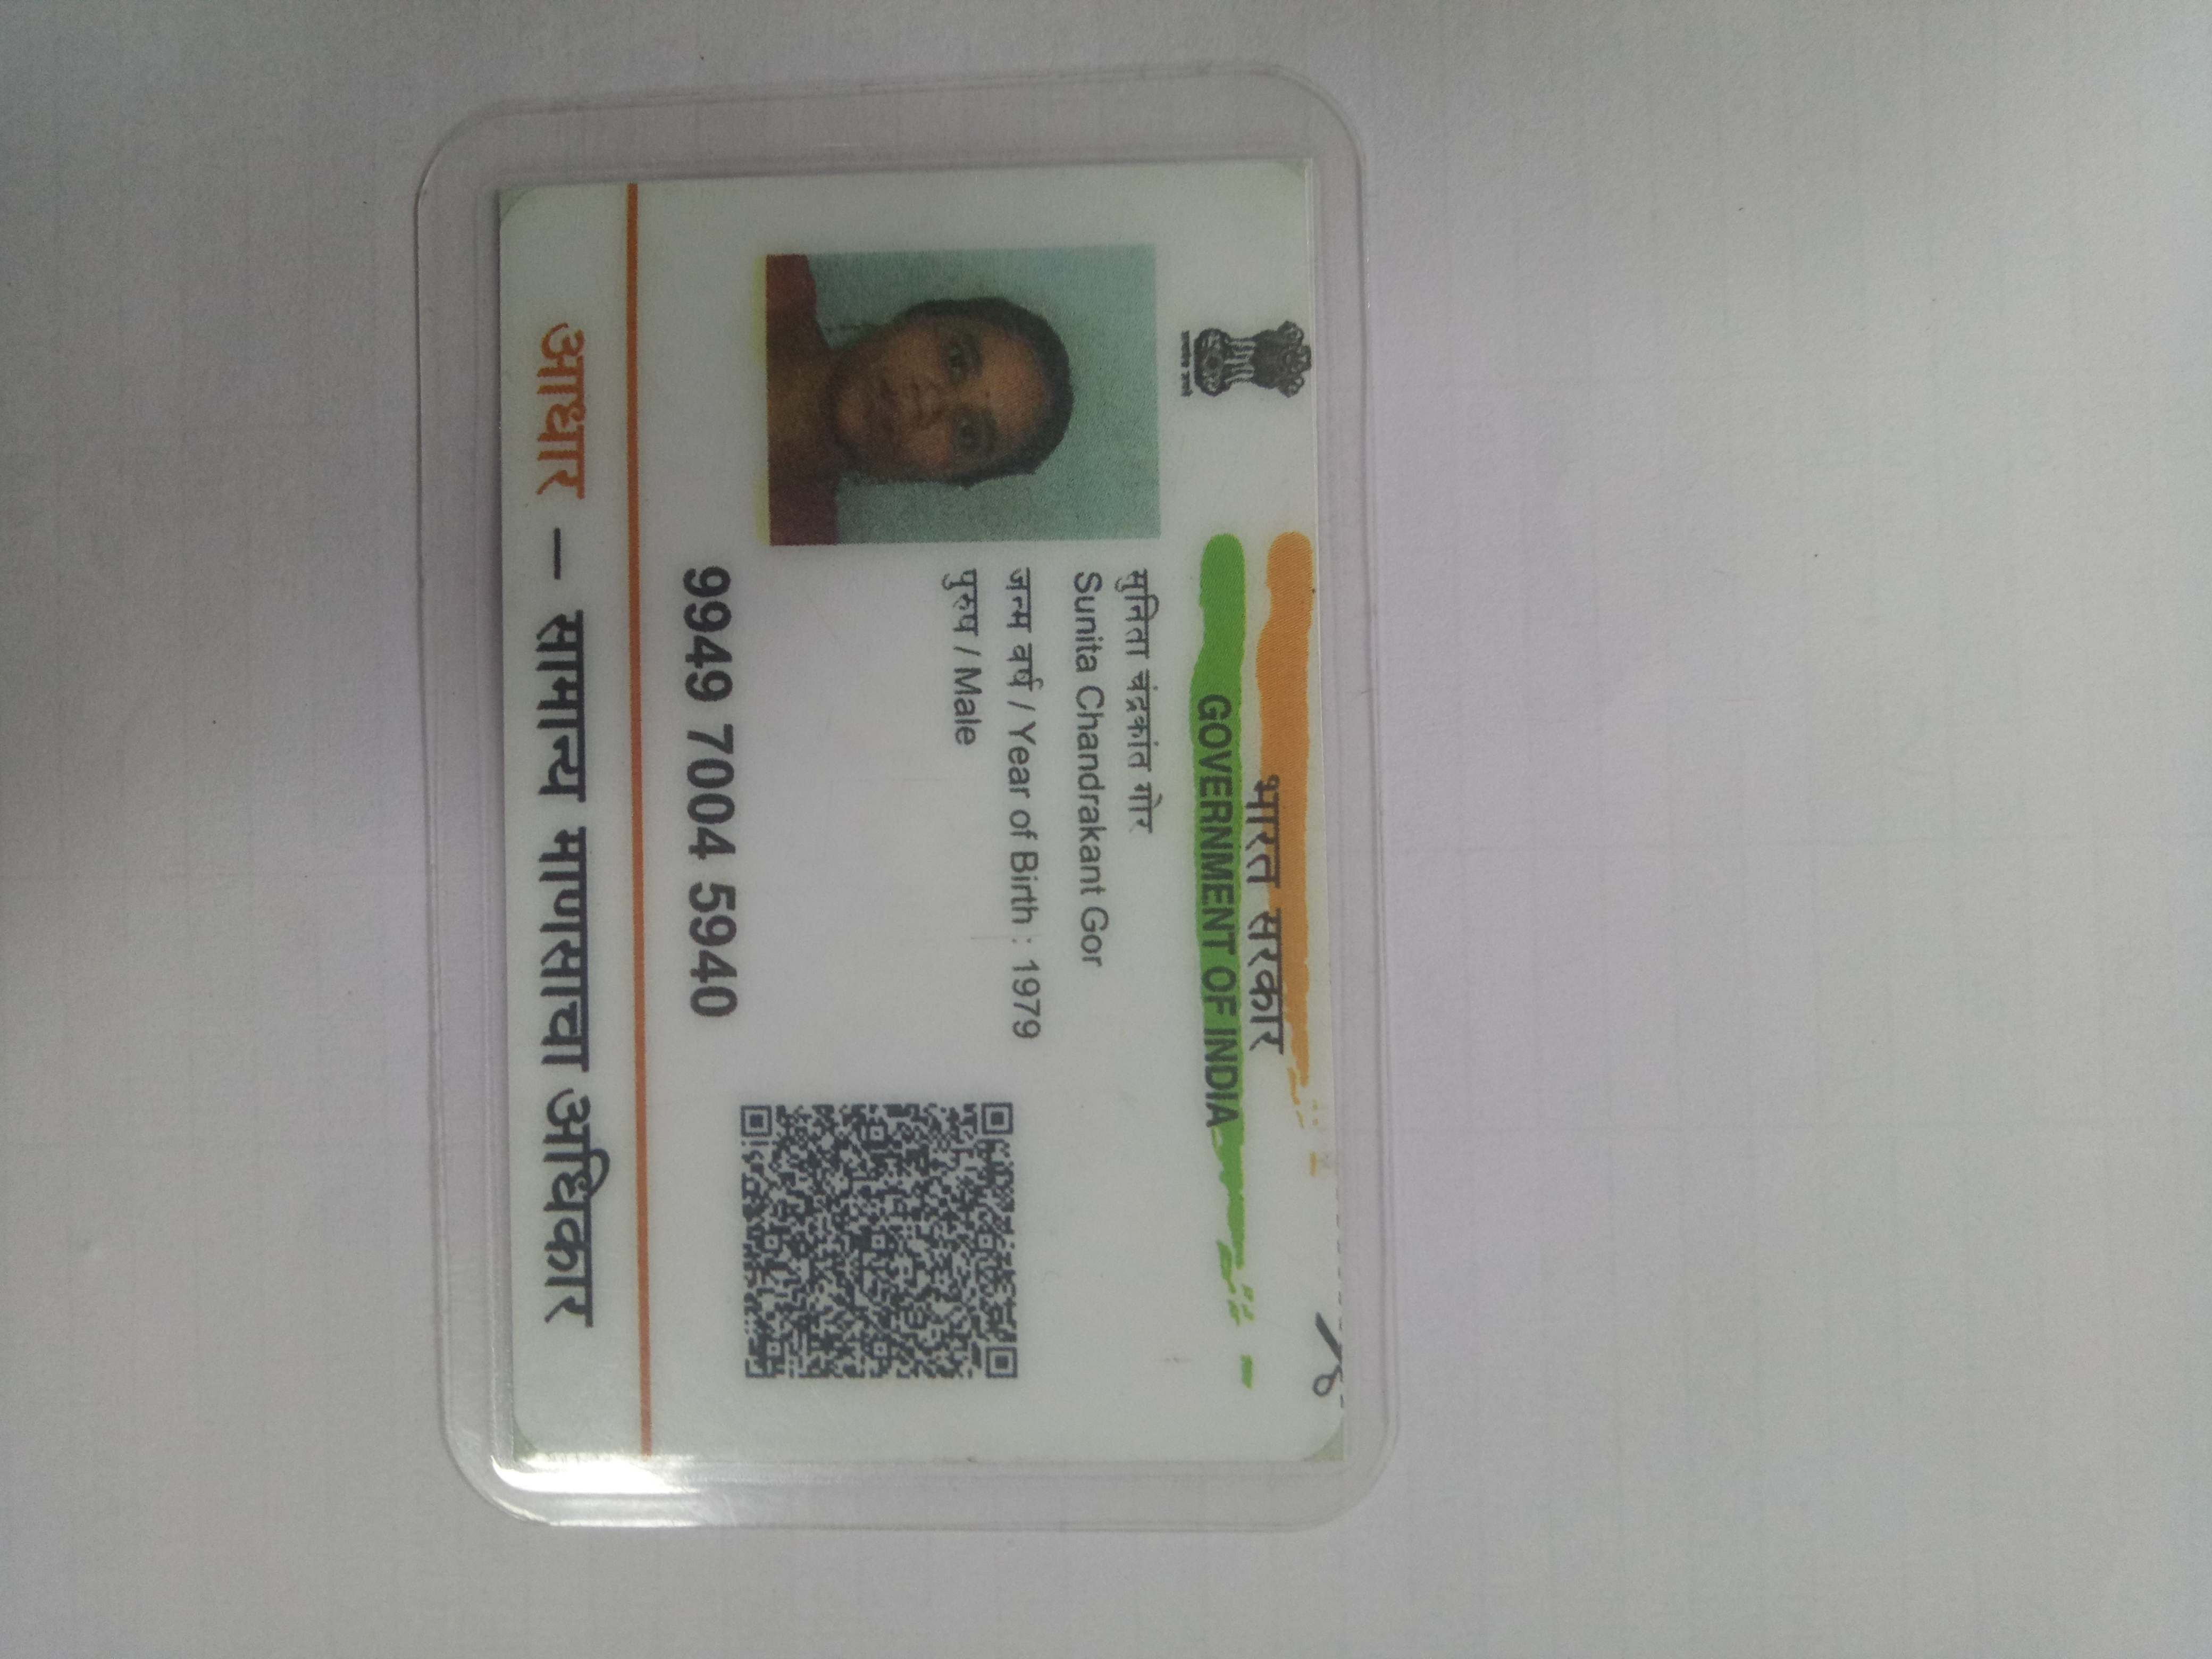 भारत सरकार
GOVERNMENT OF INDIA
सत्यमेव जयते
सुनिता चंद्रकांत गोर
Sunita Chandrakant Gor
जन्म वर्ष / Year of Birth : 1979
पुरुष / Male
9949 7004 5940
आधार — सामान्य माणसाचा अधिकार